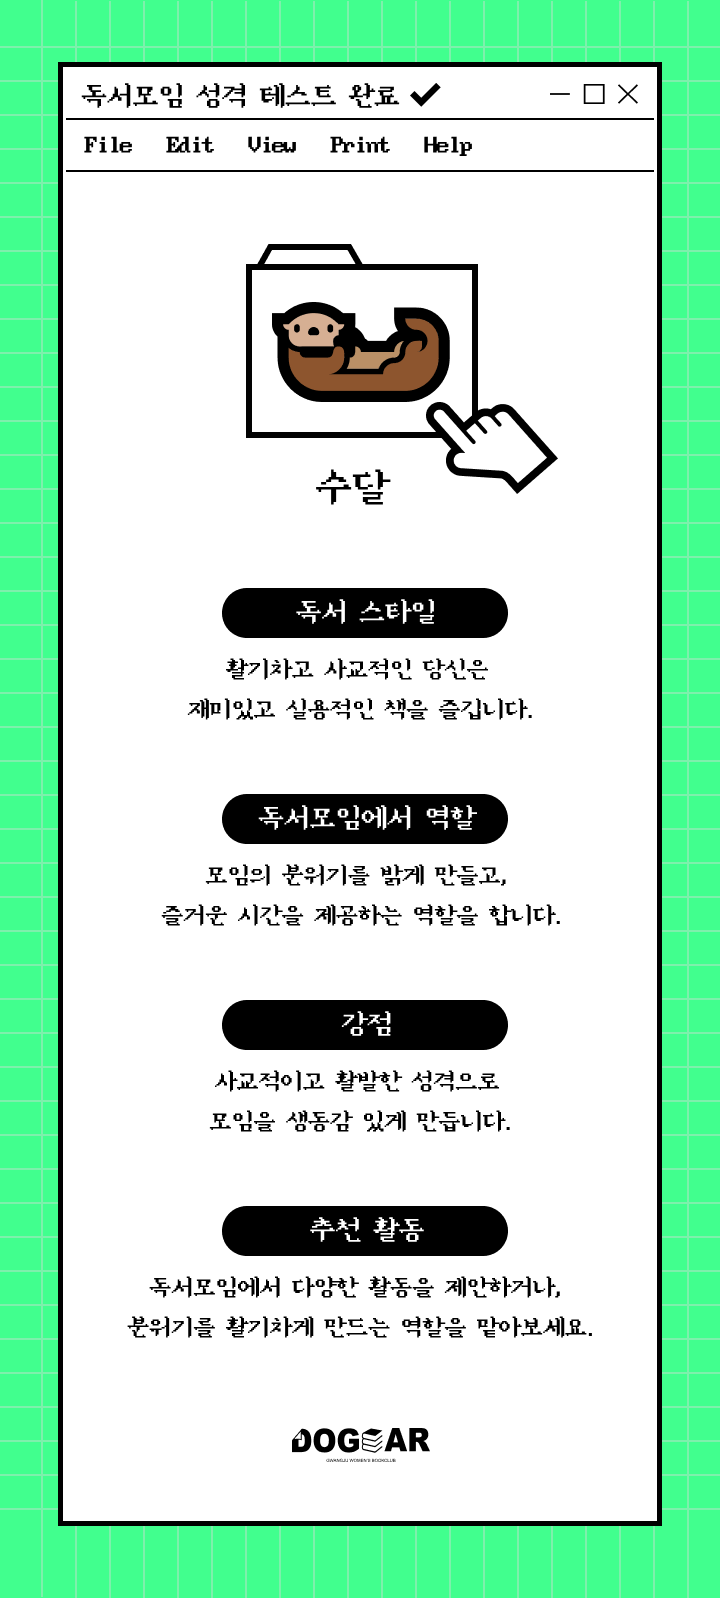 독서모임 성격 테스트 완료
File Edit View Print Help
수달
독서 스타일
활기차고 사교적인 당신은
재미있고 실용적인 책을 즐깁니다.
독서모임에서 역할
모임의 분위기를 밝게 만들고,
즐거운 시간을 제공하는 역할을 합니다.
강점
사교적이고 활발한 성격으로
모임을 생동감 있게 만듭니다.
추천 활동
독서모임에서 다양한 활동을 제안하거나,
분위기를 활기차게 만드는 역할을 맡아보세요.
DOGEAR
GWANGJU WOMEN'S BOOKCLUB